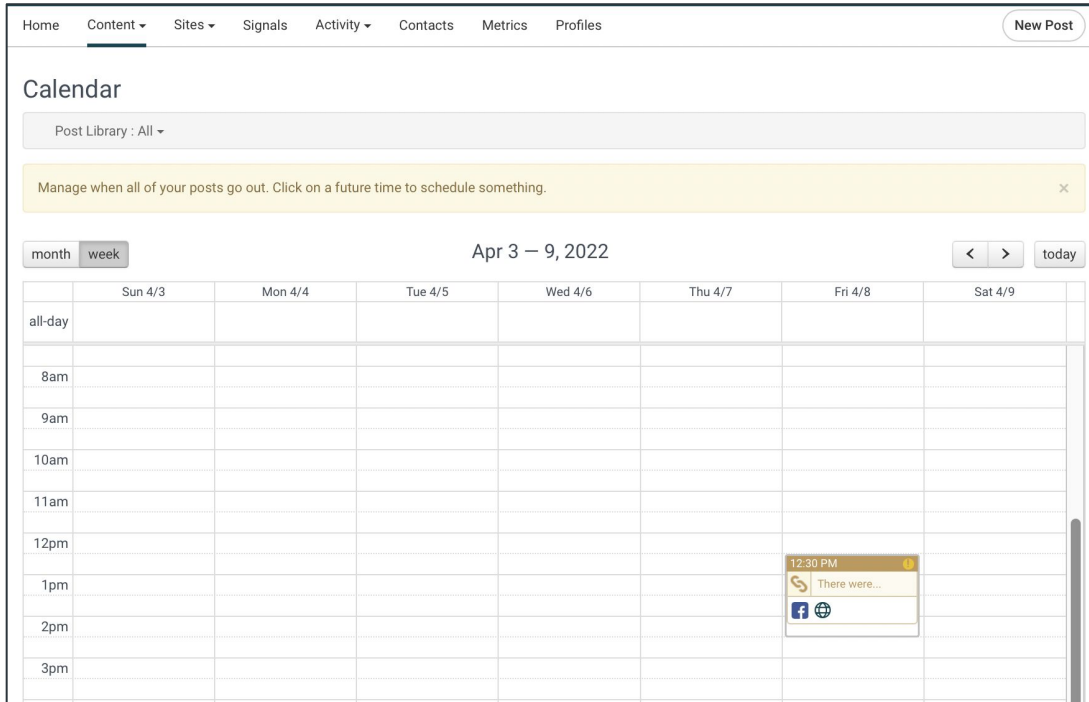 Home Content Sites Signals Activity Contacts Metrics Profiles New Post
Calendar
Post Library : All
Manage when all of your posts go out. Click on a future time to schedule something. ×
month week Apr 3 — 9, 2022 < > today
Sun 4/3 Mon 4/4 Tue 4/5 Wed 4/6 Thu 4/7 Fri 4/8 Sat 4/9
all-day
8am
9am
10am
11am
12pm
12:30 PM
1pm There were...
2pm
3pm